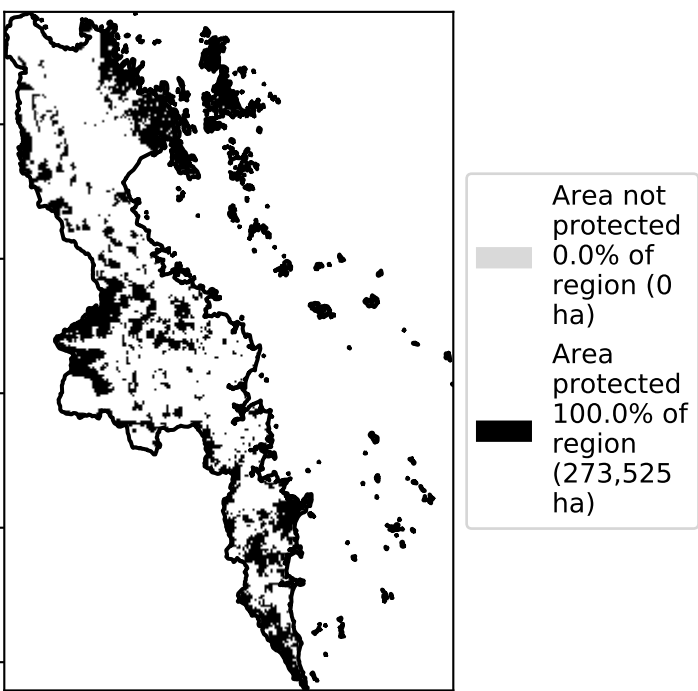 Area not
protected
0.0% of
region (0
ha)
Area
protected
100.0% of
region
(273,525
ha)